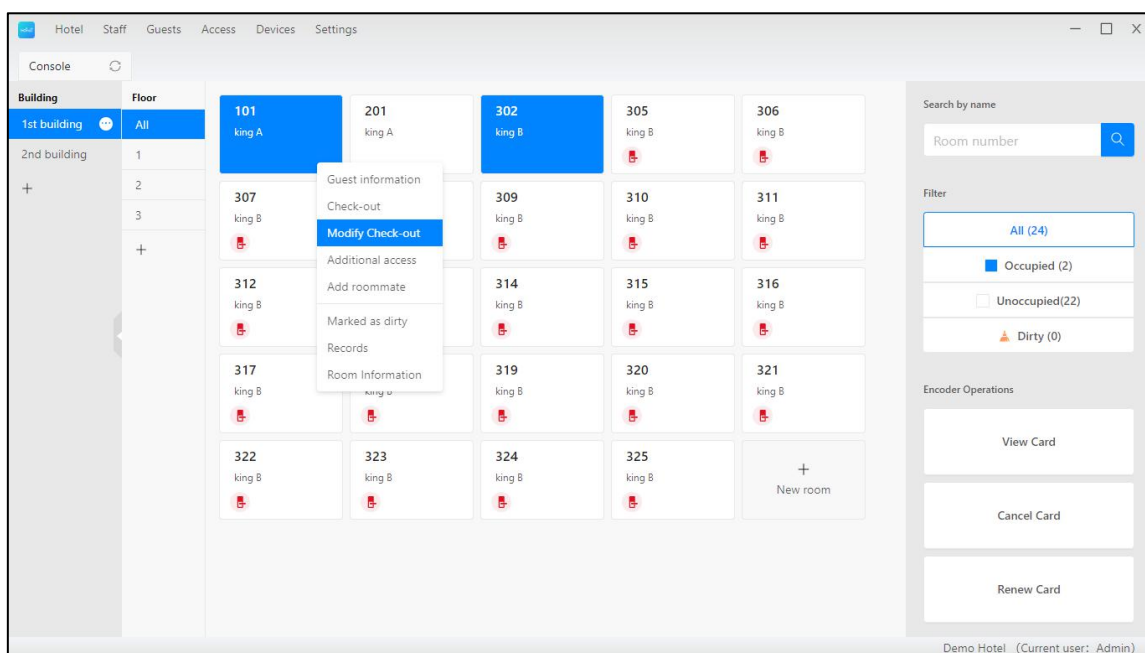 Hotel Staff Guests Access Devices Settings
Console
Building
1st building
2nd building
+
Floor
All
1
2
3
+
101 201 302 305 306
king A king A king B king B king B
307 309 310 311
king B king B king B king B
312 314 315 316
king B king B king B king B
317 319 320 321
king B king B king B king B
322 323 324 325
king B king B king B king B
+
New room
Guest information
Check-out
Modify Check-out
Additional access
Add roommate
Marked as dirty
Records
Room Information
Search by name
Room number
Filter
All (24)
Occupied (2)
Unoccupied(22)
Dirty (0)
Encoder Operations
View Card
Cancel Card
Renew Card
Demo Hotel (Current user: Admin)